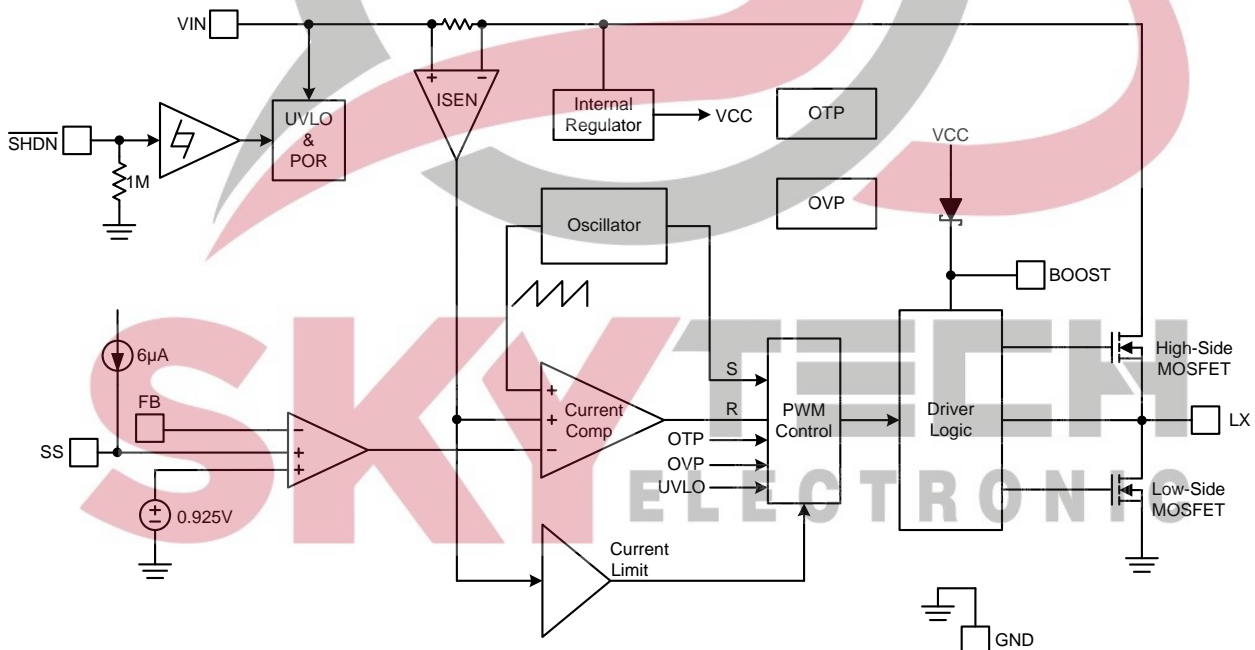 VIN
+ −
ISEN
UVLO
&
POR
Internal
Regulator
VCC
OTP
SHDN
1M
VCC
Oscillator
OVP
BOOST
6µA
High-Side
MOSFET
S
FB
Current
Comp
+
+
−
R
PWM
Control
Driver
Logic
LX
SS
−
+
+
OTP
OVP
UVLO
Low-Side
MOSFET
+
−
0.925V
Current
Limit
GND
SKYTECH
ELECTRONIC